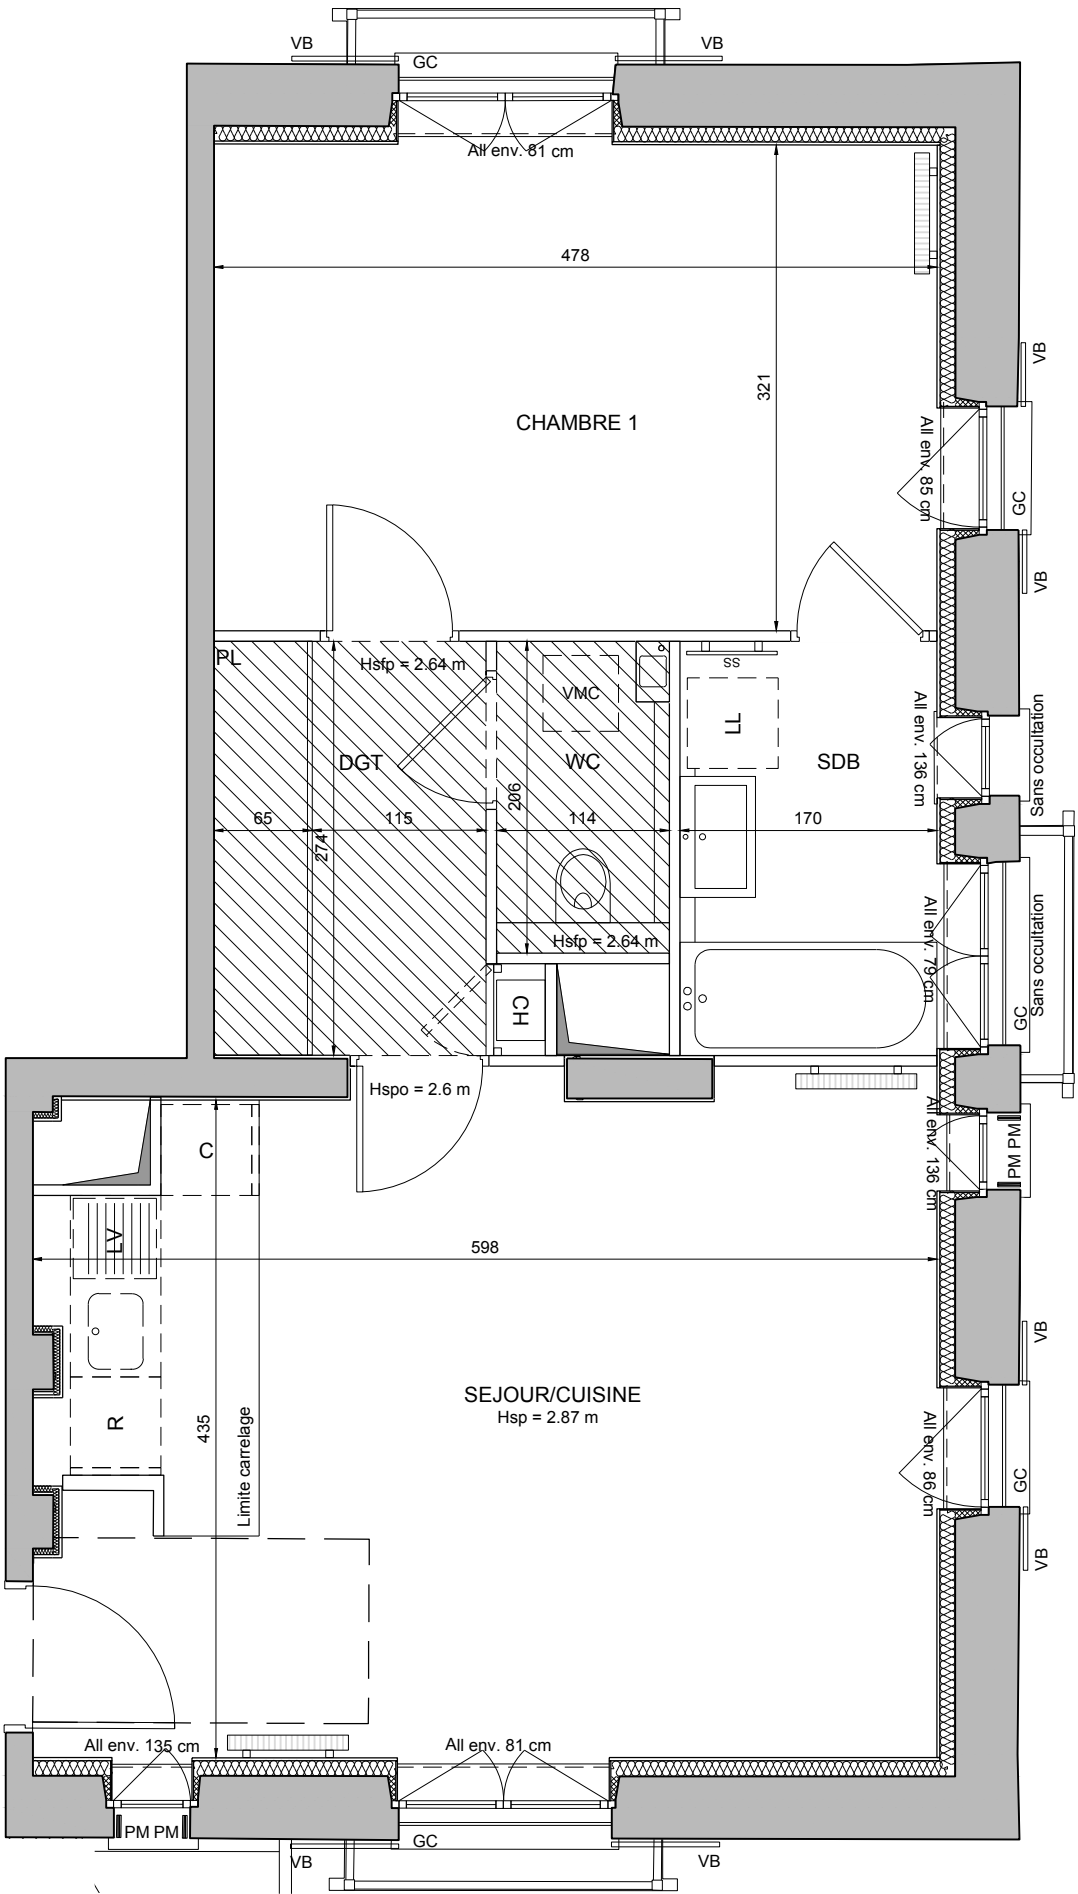 VB
VB
GC
All env. 81 cm
478
321
VB
CHAMBRE 1
All env. 85 cm
GC
VB
PL
Hsfp = 2.64 m
SS
VMC
LL
DGT
WC
SDB
All env. 136 cm
Sans occultation
206
65
115
114
170
274
All env. 79 cm
Sans occultation
Hsfp = 2.64 m
CH
GC
Hspo = 2.6 m
All env. 136 cm
PM PM
C
LV
598
VB
SEJOUR/CUISINE
Hsp = 2.87 m
R
435
Limite carrelage
All env. 86 cm
GC
VB
All env. 135 cm
All env. 81 cm
PM PM
GC
VB
VB